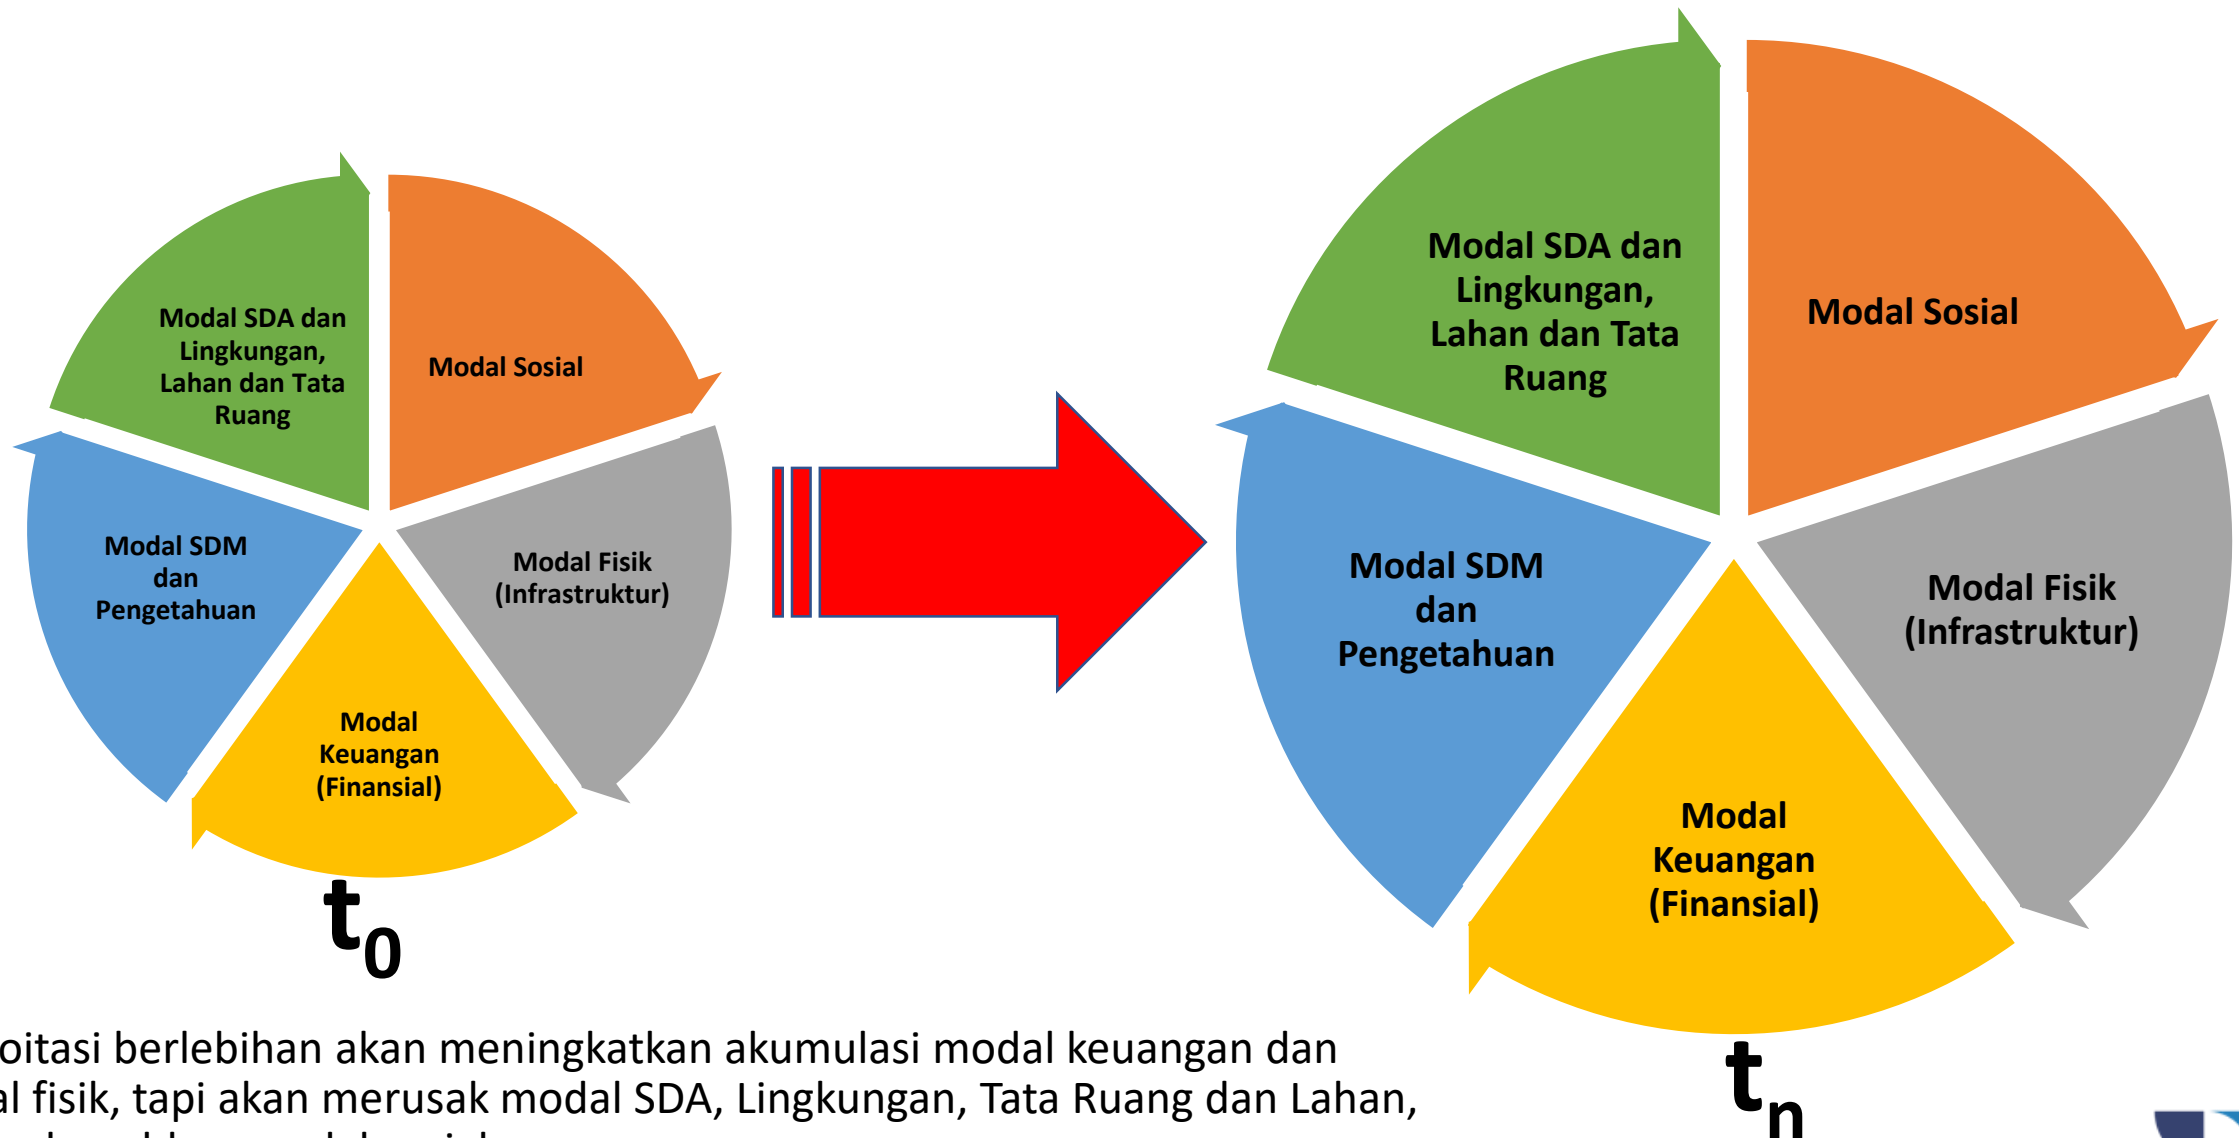 Modal SDA dan
Lingkungan,
Lahan dan Tata
Ruang
Modal Sosial
Modal SDM
dan
Pengetahuan
Modal Fisik
(Infrastruktur)
Modal
Keuangan
(Finansial)
t0
Modal SDA dan
Lingkungan,
Lahan dan Tata
Ruang
Modal Sosial
Modal SDM
dan
Pengetahuan
Modal Fisik
(Infrastruktur)
Modal
Keuangan
(Finansial)
tn
oitasi berlebihan akan meningkatkan akumulasi modal keuangan dan
al fisik, tapi akan merusak modal SDA, Lingkungan, Tata Ruang dan Lahan,